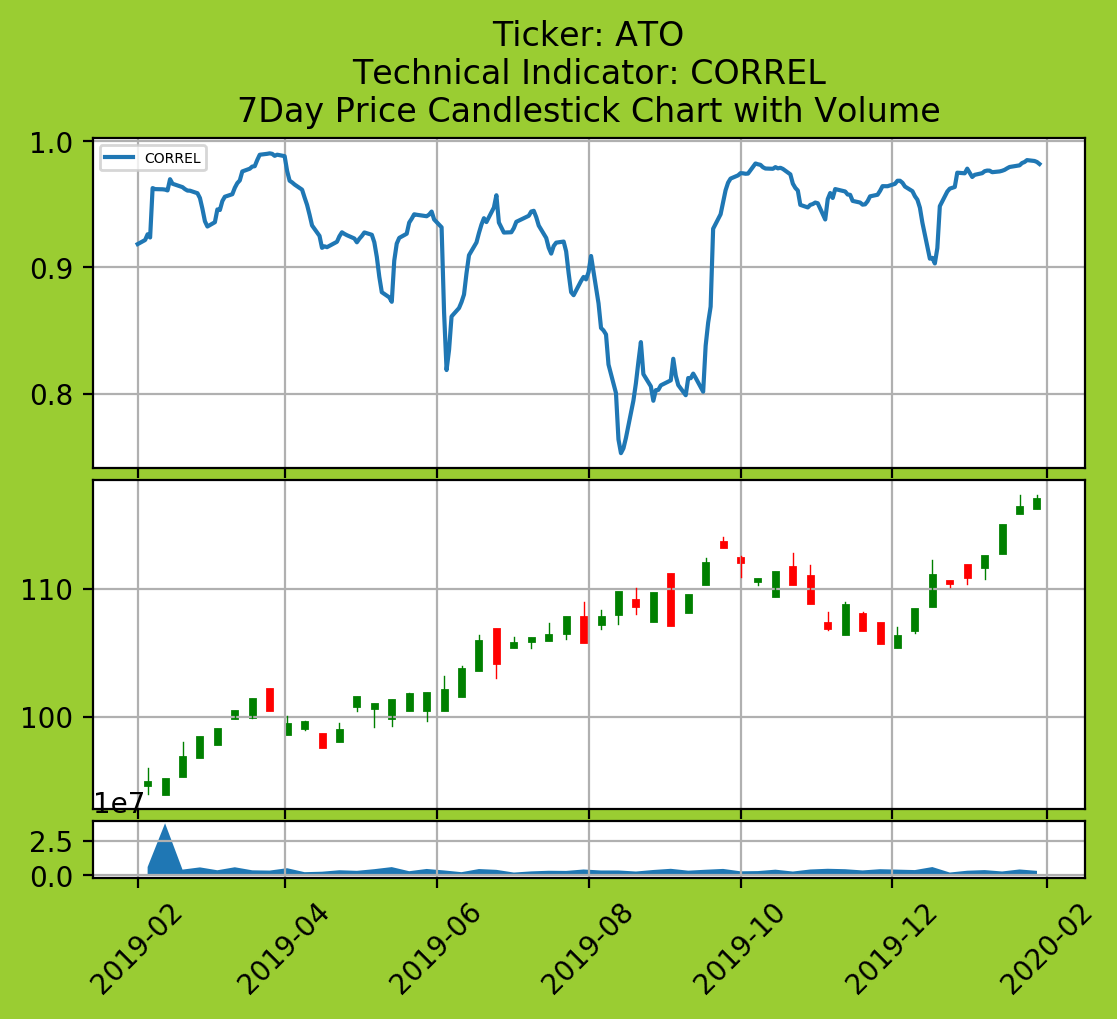 Ticker: ATO
Technical Indicator: CORREL
7Day Price Candlestick Chart with Volume
1.0
CORREL
0.9
0.8
110
100
1e7
2.5
0.0
2019-02
2019-04
2019-06
2019-08
2019-10
2019-12
2020-02